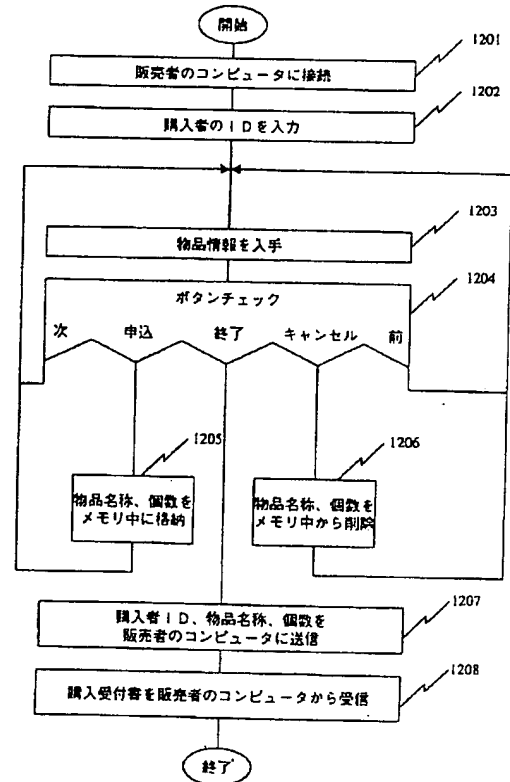 開始
1201
販売者のコンピュータに接続
1202
購入者のIDを入力
1203
物品情報を入手
1204
ボタンチェック
次 申込 終了 キャンセル 前
1205
物品名称、個数を
メモリ中に格納
1206
物品名称、個数を
メモリ中から削除
1207
購入者ID、物品名称、個数を
販売者のコンピュータに送信
1208
購入受付書を販売者のコンピュータから受信
終了